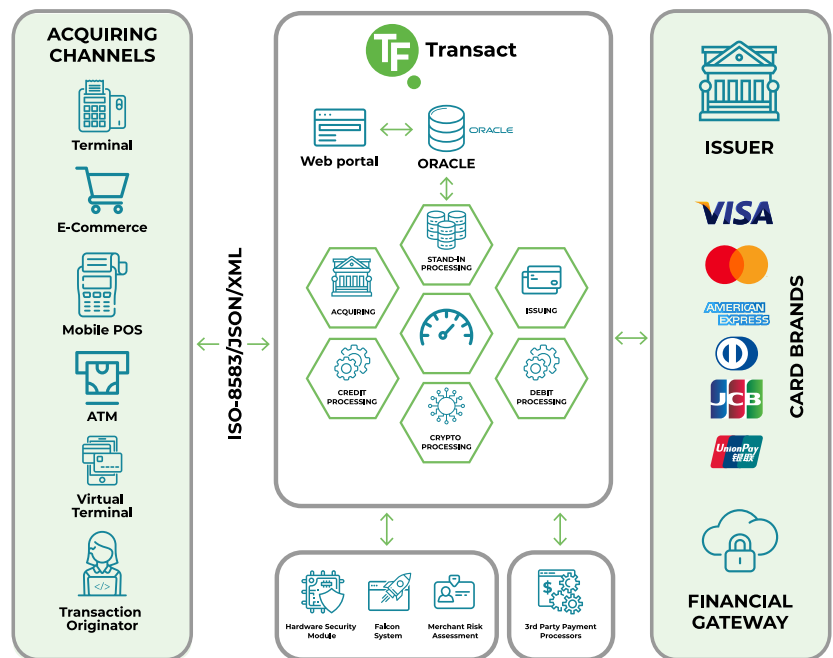 ACQUIRING
CHANNELS
Terminal
E-Commerce
Mobile POS
ATM
Virtual
Terminal
</>
Transaction
Originator
ISO-8583/JSON/XML
TF
Transact
Web portal
ORACLE
ORACLE
STAND-IN
PROCESSING
ACQUIRING
ISSUING
CREDIT
PROCESSING
DEBIT
PROCESSING
CRYPTO
PROCESSING
Hardware Security
Module
Falcon
System
Merchant Risk
Assessment
$
3rd Party Payment
Processors
ISSUER
VISA
AMERICAN
EXPRESS
JCB
UnionPay
银联
CARD BRANDS
FINANCIAL
GATEWAY